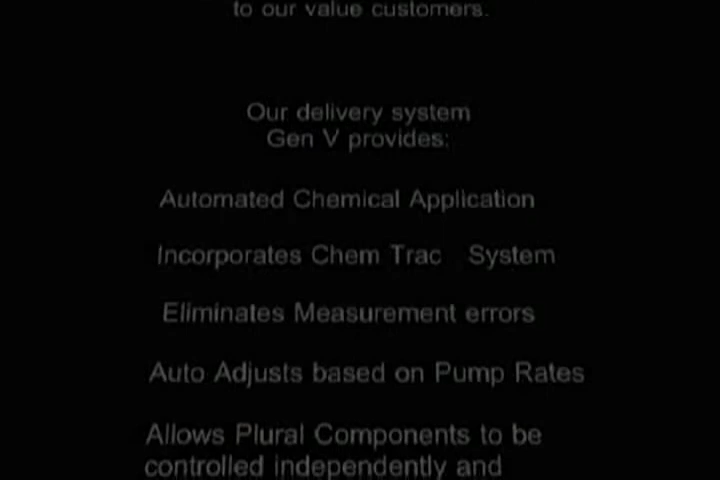 to our value customers.
Our delivery system
Gen V provides:
Automated Chemical Application
Incorporates Chem Trac System
Eliminates Measurement errors
Auto Adjusts based on Pump Rates
Allows Plural Components to be
controlled independently and